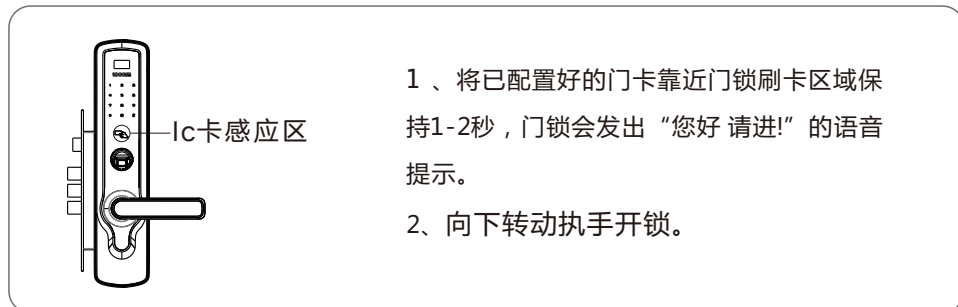 Ic卡感应区
1 、将已配置好的门卡靠近门锁刷卡区域保
持1-2秒，门锁会发出“您好 请进!”的语音
提示。
2、向下转动执手开锁。